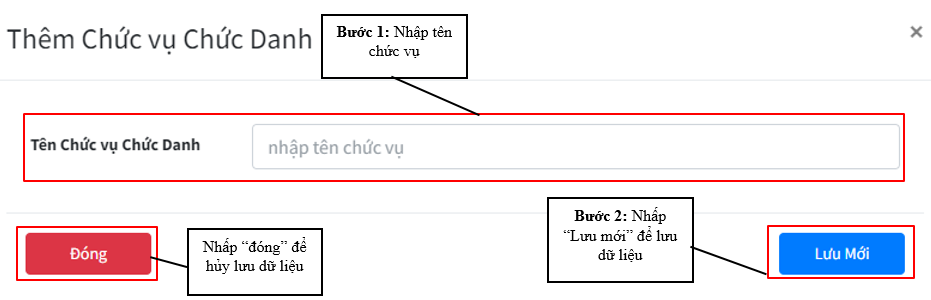 Thêm Chức vụ Chức Danh
Bước 1: Nhập tên
chức vụ
×
Tên Chức vụ Chức Danh
nhập tên chức vụ
Đóng
Nhấp “đóng” để
hủy lưu dữ liệu
Bước 2: Nhấp
“Lưu mới” để lưu
dữ liệu
Lưu Mới